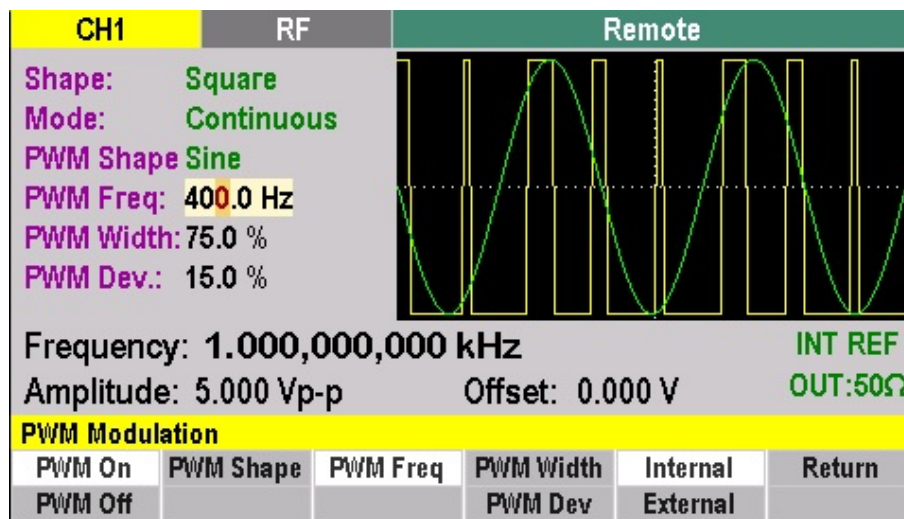 CH1 RF Remote
Shape: Square
Mode: Continuous
PWM Shape Sine
PWM Freq: 400.0 Hz
PWM Width: 75.0 %
PWM Dev.: 15.0 %
Frequency: 1.000,000,000 kHz INT REF
Amplitude: 5.000 Vp-p Offset: 0.000 V OUT:50Ω
PWM Modulation
PWM On PWM Shape PWM Freq PWM Width Internal Return
PWM Off PWM Dev External